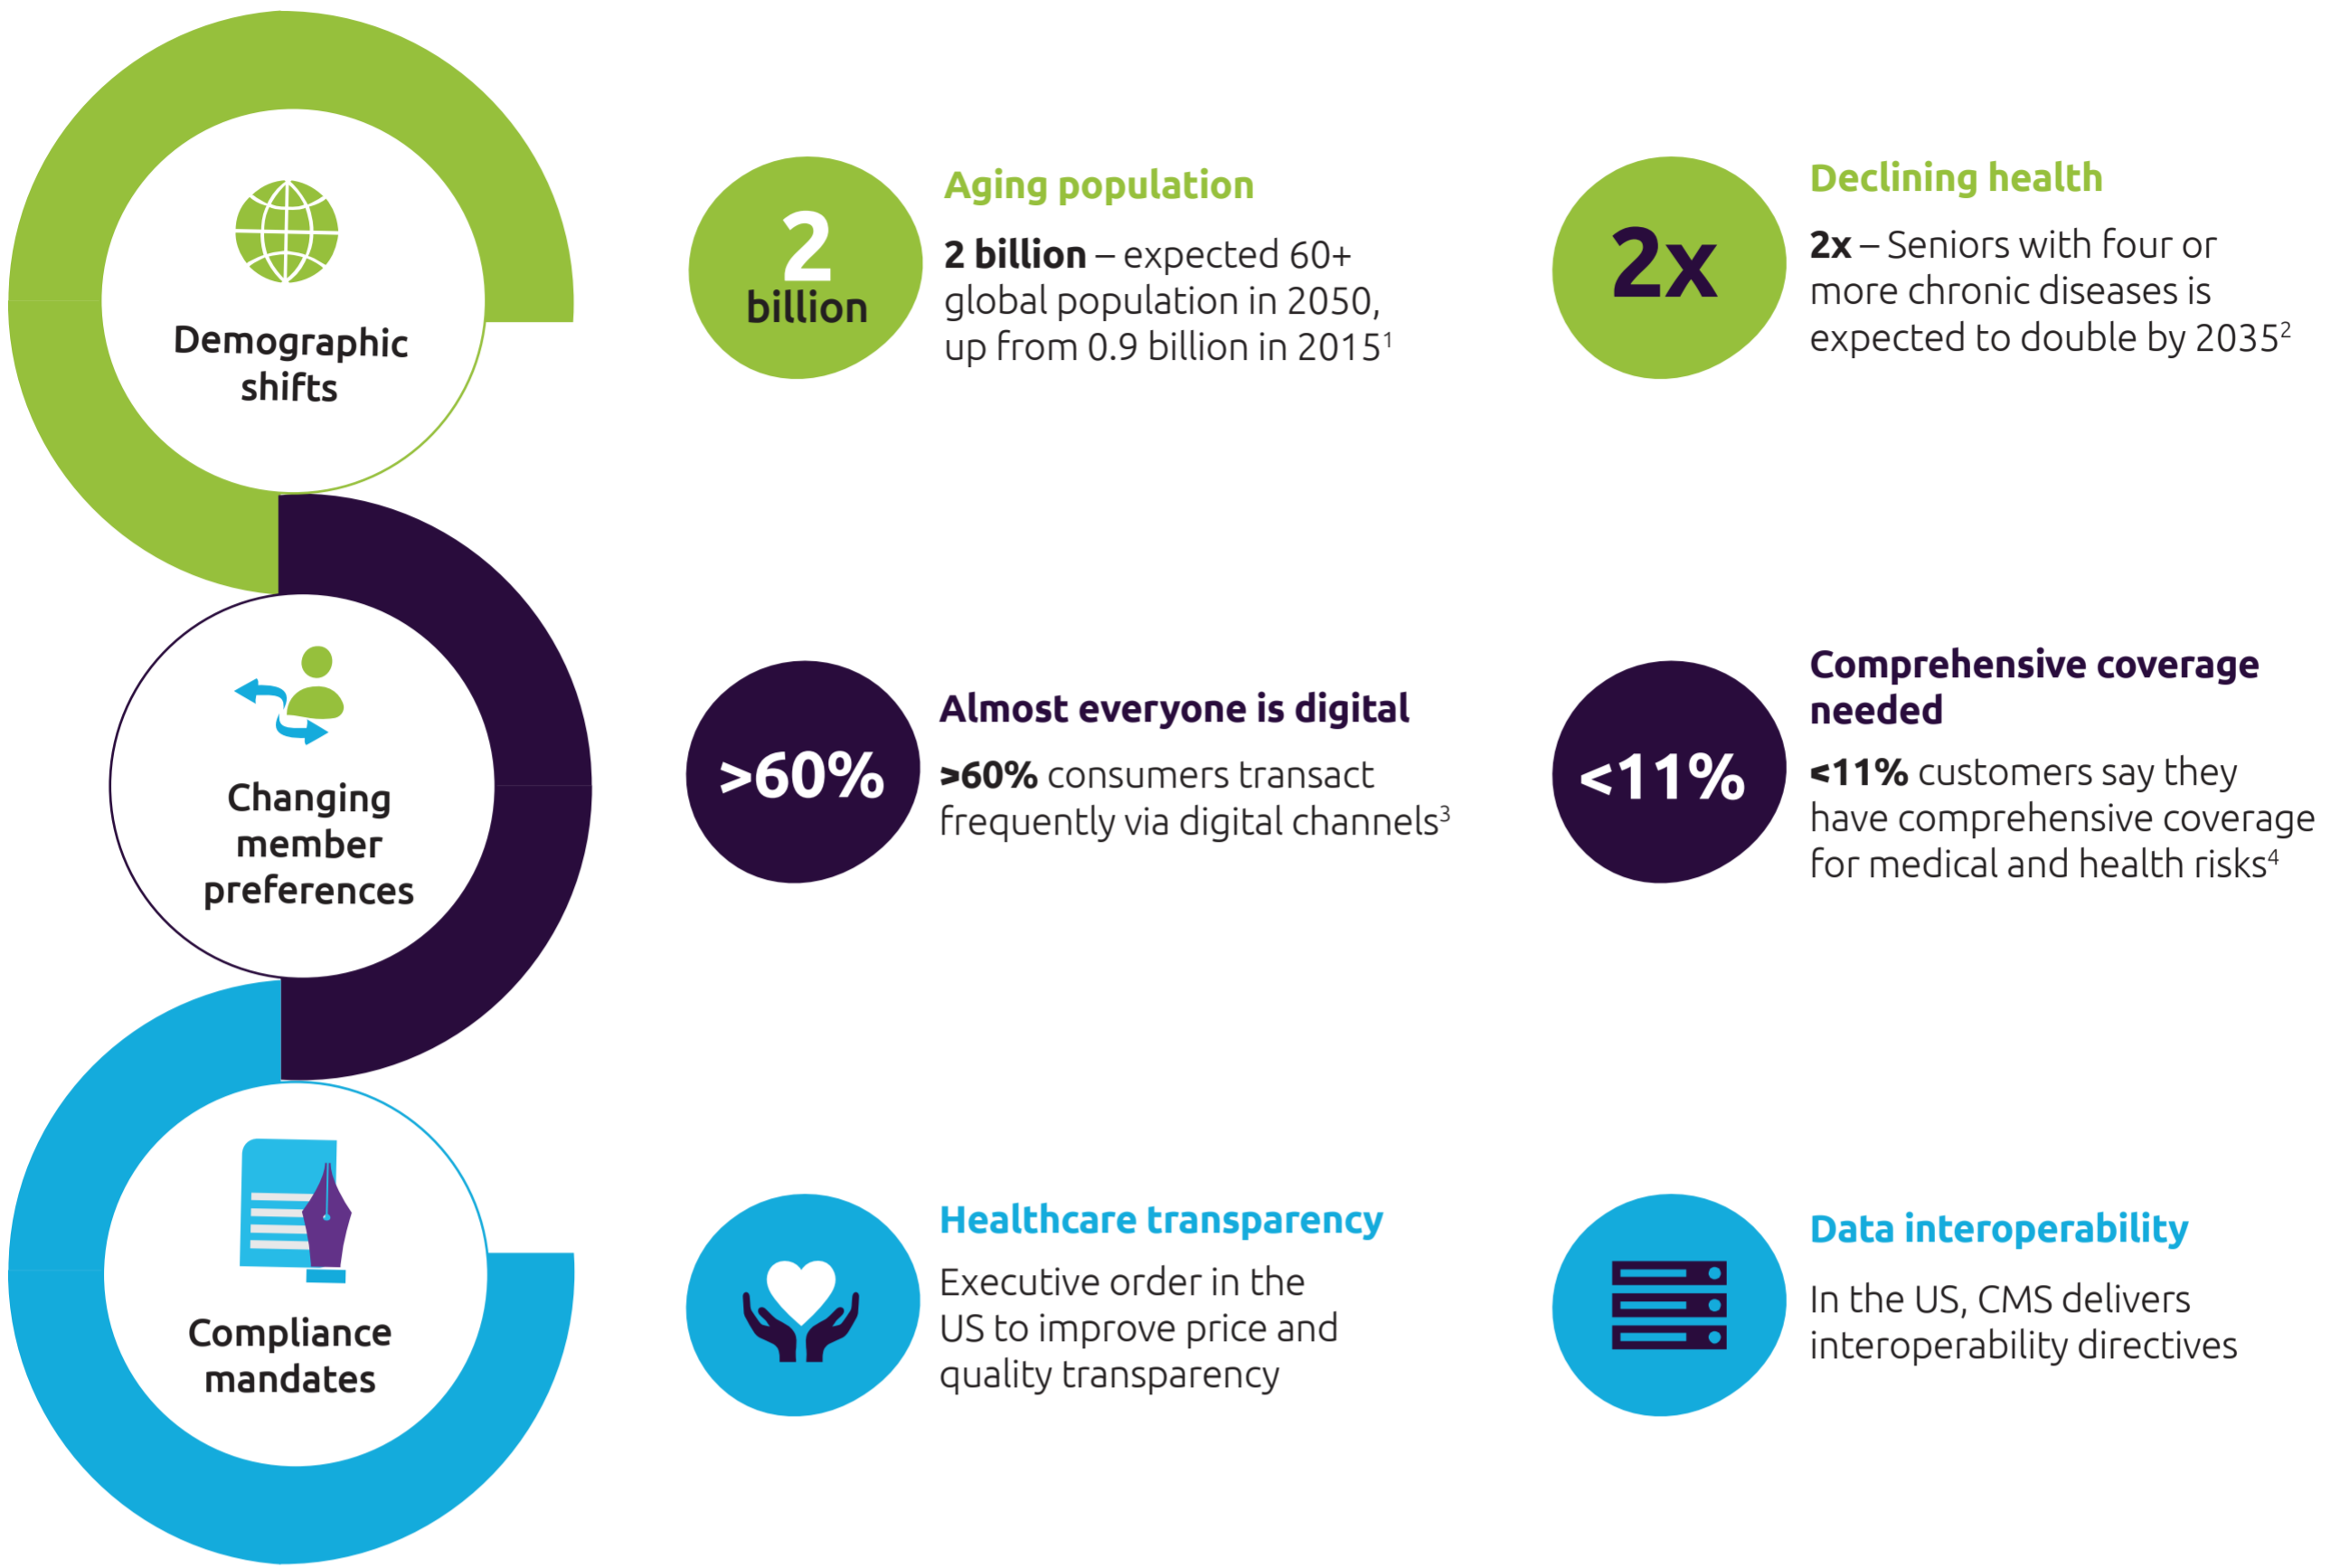 Demographic
shifts
2
billion
Aging population
2 billion – expected 60+
global population in 2050,
up from 0.9 billion in 2015¹
2x
Declining health
2x – Seniors with four or
more chronic diseases is
expected to double by 2035²
Changing
member
preferences
>60%
Almost everyone is digital
>60% consumers transact
frequently via digital channels³
<11%
Comprehensive coverage
needed
<11% customers say they
have comprehensive coverage
for medical and health risks⁴
Compliance
mandates
Healthcare transparency
Executive order in the
US to improve price and
quality transparency
Data interoperability
In the US, CMS delivers
interoperability directives